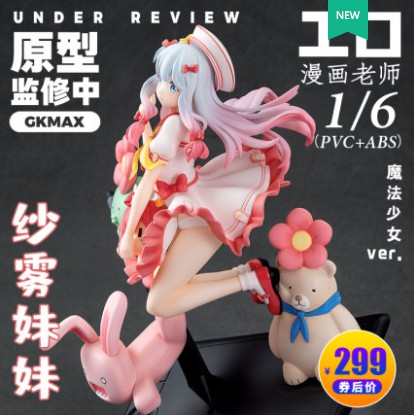 UNDER REVIEW
NEW
原型
监修中
GKMAX
エロ
漫画老师
1/6
(PVC+ABS)
魔法少女
ver.
纱雾妹妹
¥299
券后价